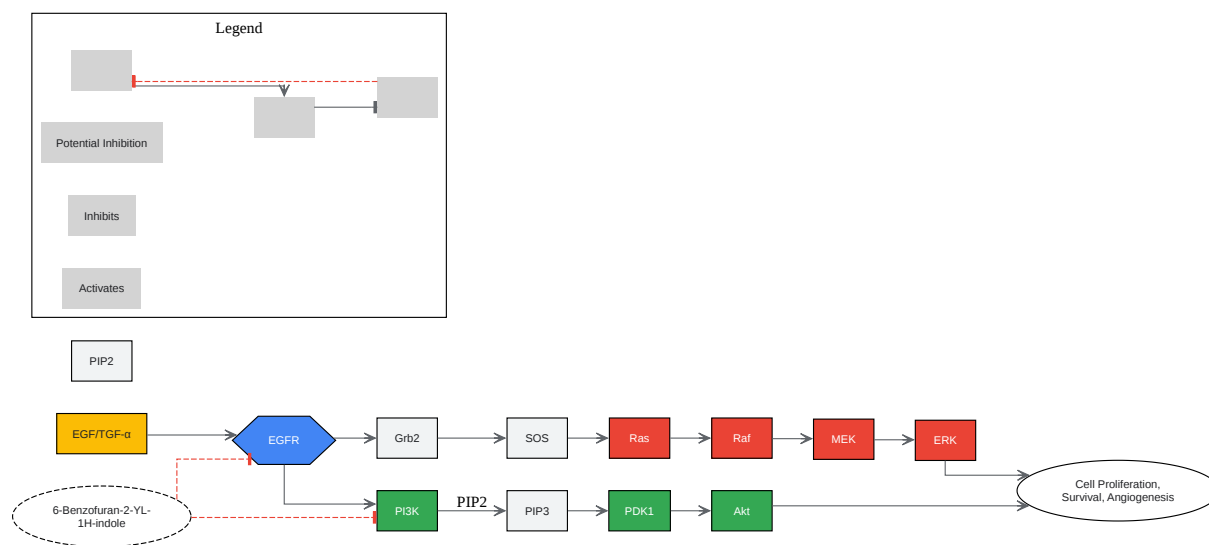 Legend
Potential Inhibition
Inhibits
Activates
PIP2
EGF/TGF-α
EGFR
Grb2
SOS
Ras
Raf
MEK
ERK
6-Benzofuran-2-YL-
1H-indole
PI3K
PIP2
PIP3
PDK1
Akt
Cell Proliferation,
Survival, Angiogenesis